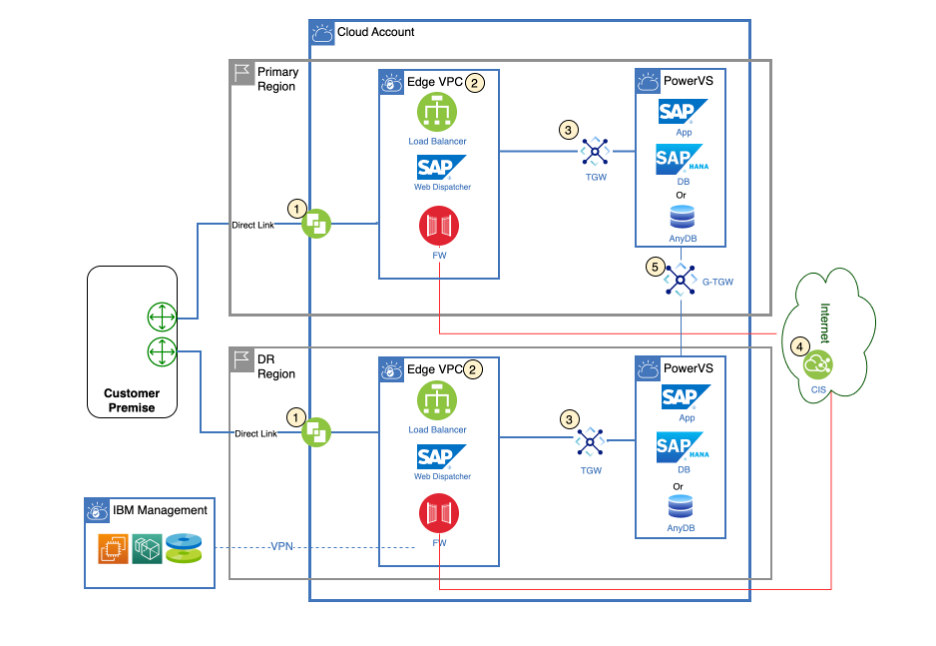 Cloud Account
Primary
Region
Edge VPC
2
Load Balancer
SAP
Web Dispatcher
FW
3
TGW
PowerVS
SAP
App
SAP HANA
DB
Or
AnyDB
1
Direct Link
5
G-TGW
Internet
4
CIS
Customer
Premise
DR
Region
Edge VPC
2
Load Balancer
SAP
Web Dispatcher
FW
3
TGW
PowerVS
SAP
App
SAP HANA
DB
Or
AnyDB
1
Direct Link
IBM Management
VPN